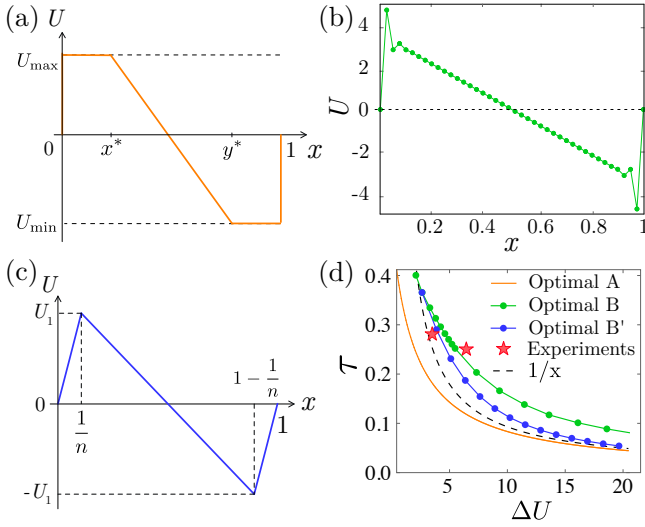 (a)
U
U_max
0
x*
y*
1
x
U_min
(b)
U
4
2
0
-2
-4
0.2
0.4
0.6
0.8
1
x
(c)
U
U_1
0
1/n
1 - 1/n
1
x
-U_1
(d)
Optimal A
Optimal B
Optimal B'
Experiments
1/x
𝒯
0.4
0.3
0.2
0.1
0.0
5
10
15
20
ΔU